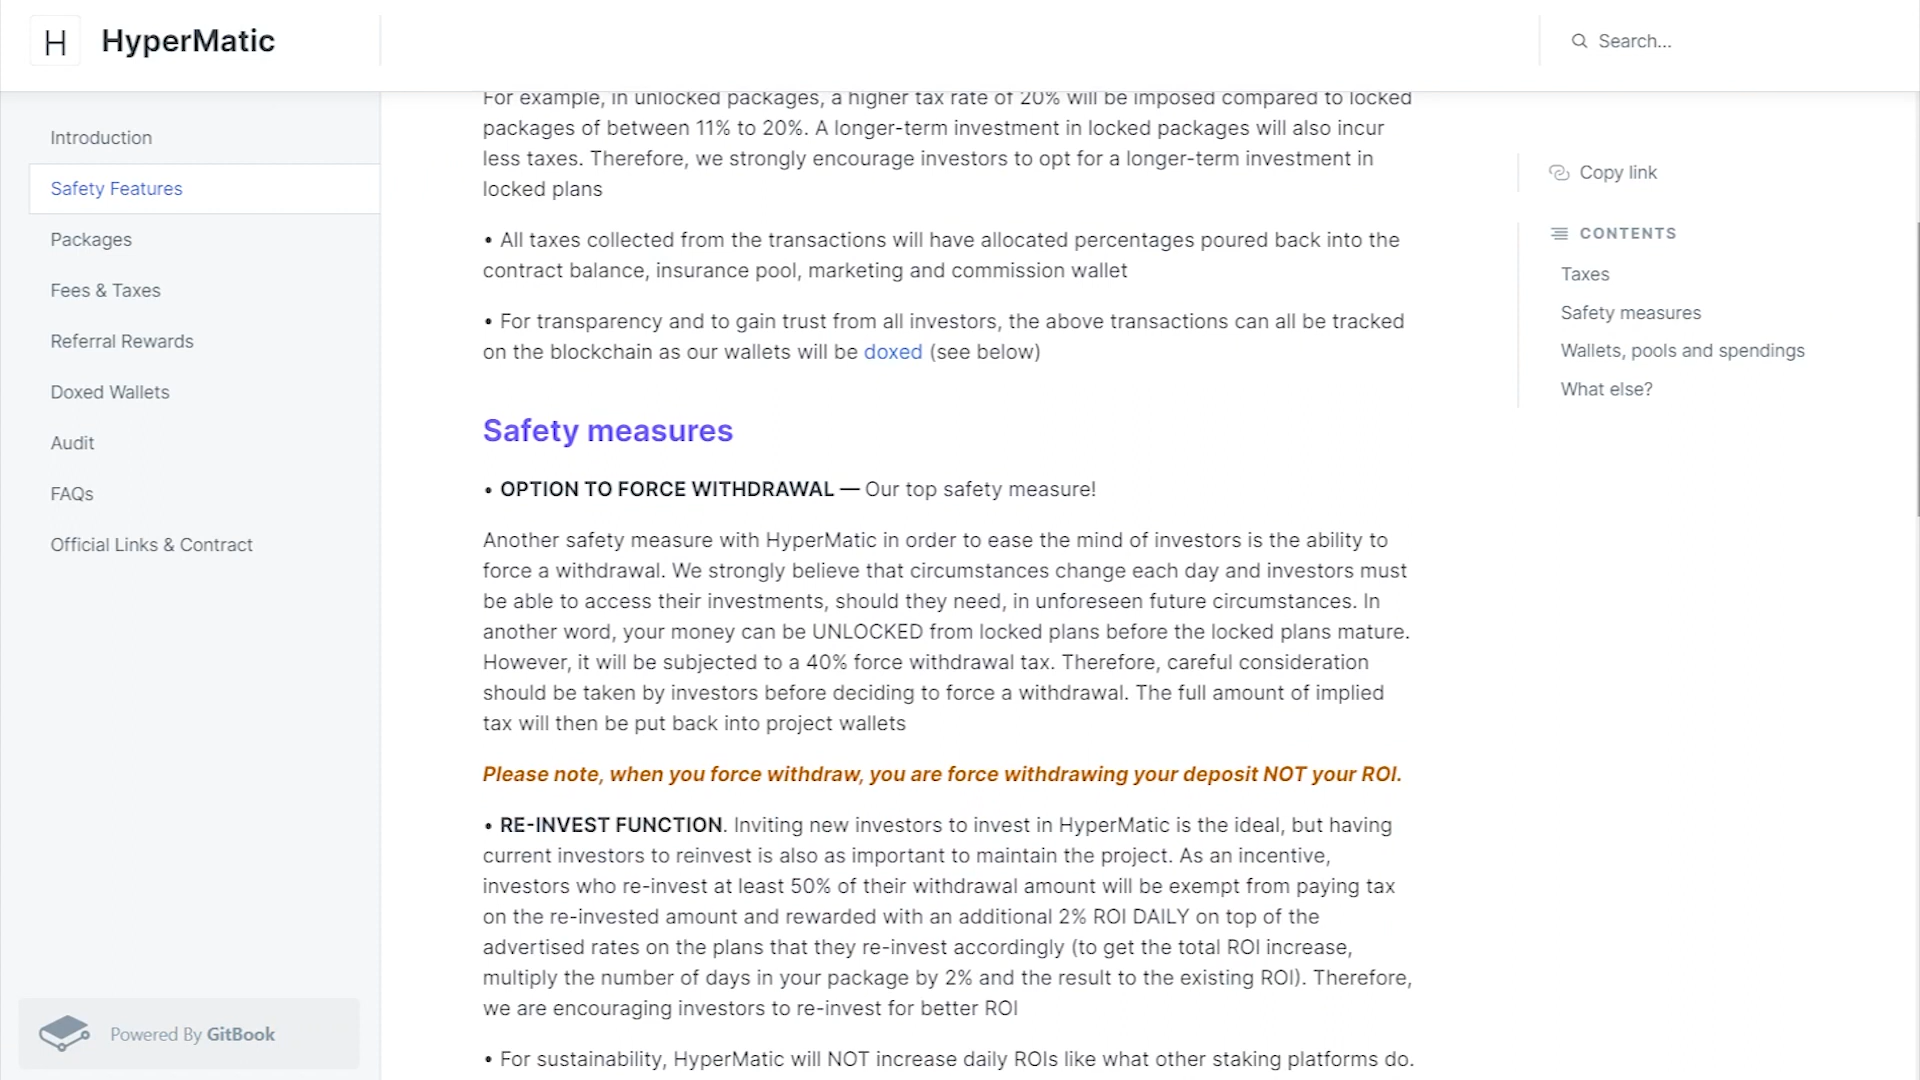 H HyperMatic
Search...
Introduction
Safety Features
Packages
Fees & Taxes
Referral Rewards
Doxed Wallets
Audit
FAQs
Official Links & Contract
Powered By GitBook
For example, in unlocked packages, a higher tax rate of 20% will be imposed compared to locked
packages of between 11% to 20%. A longer-term investment in locked packages will also incur
less taxes. Therefore, we strongly encourage investors to opt for a longer-term investment in
locked plans
• All taxes collected from the transactions will have allocated percentages poured back into the
contract balance, insurance pool, marketing and commission wallet
• For transparency and to gain trust from all investors, the above transactions can all be tracked
on the blockchain as our wallets will be doxed (see below)
Safety measures
• OPTION TO FORCE WITHDRAWAL — Our top safety measure!
Another safety measure with HyperMatic in order to ease the mind of investors is the ability to
force a withdrawal. We strongly believe that circumstances change each day and investors must
be able to access their investments, should they need, in unforeseen future circumstances. In
another word, your money can be UNLOCKED from locked plans before the locked plans mature.
However, it will be subjected to a 40% force withdrawal tax. Therefore, careful consideration
should be taken by investors before deciding to force a withdrawal. The full amount of implied
tax will then be put back into project wallets
Please note, when you force withdraw, you are force withdrawing your deposit NOT your ROI.
• RE-INVEST FUNCTION. Inviting new investors to invest in HyperMatic is the ideal, but having
current investors to reinvest is also as important to maintain the project. As an incentive,
investors who re-invest at least 50% of their withdrawal amount will be exempt from paying tax
on the re-invested amount and rewarded with an additional 2% ROI DAILY on top of the
advertised rates on the plans that they re-invest accordingly (to get the total ROI increase,
multiply the number of days in your package by 2% and the result to the existing ROI). Therefore,
we are encouraging investors to re-invest for better ROI
• For sustainability, HyperMatic will NOT increase daily ROIs like what other staking platforms do.
Copy link
CONTENTS
Taxes
Safety measures
Wallets, pools and spendings
What else?